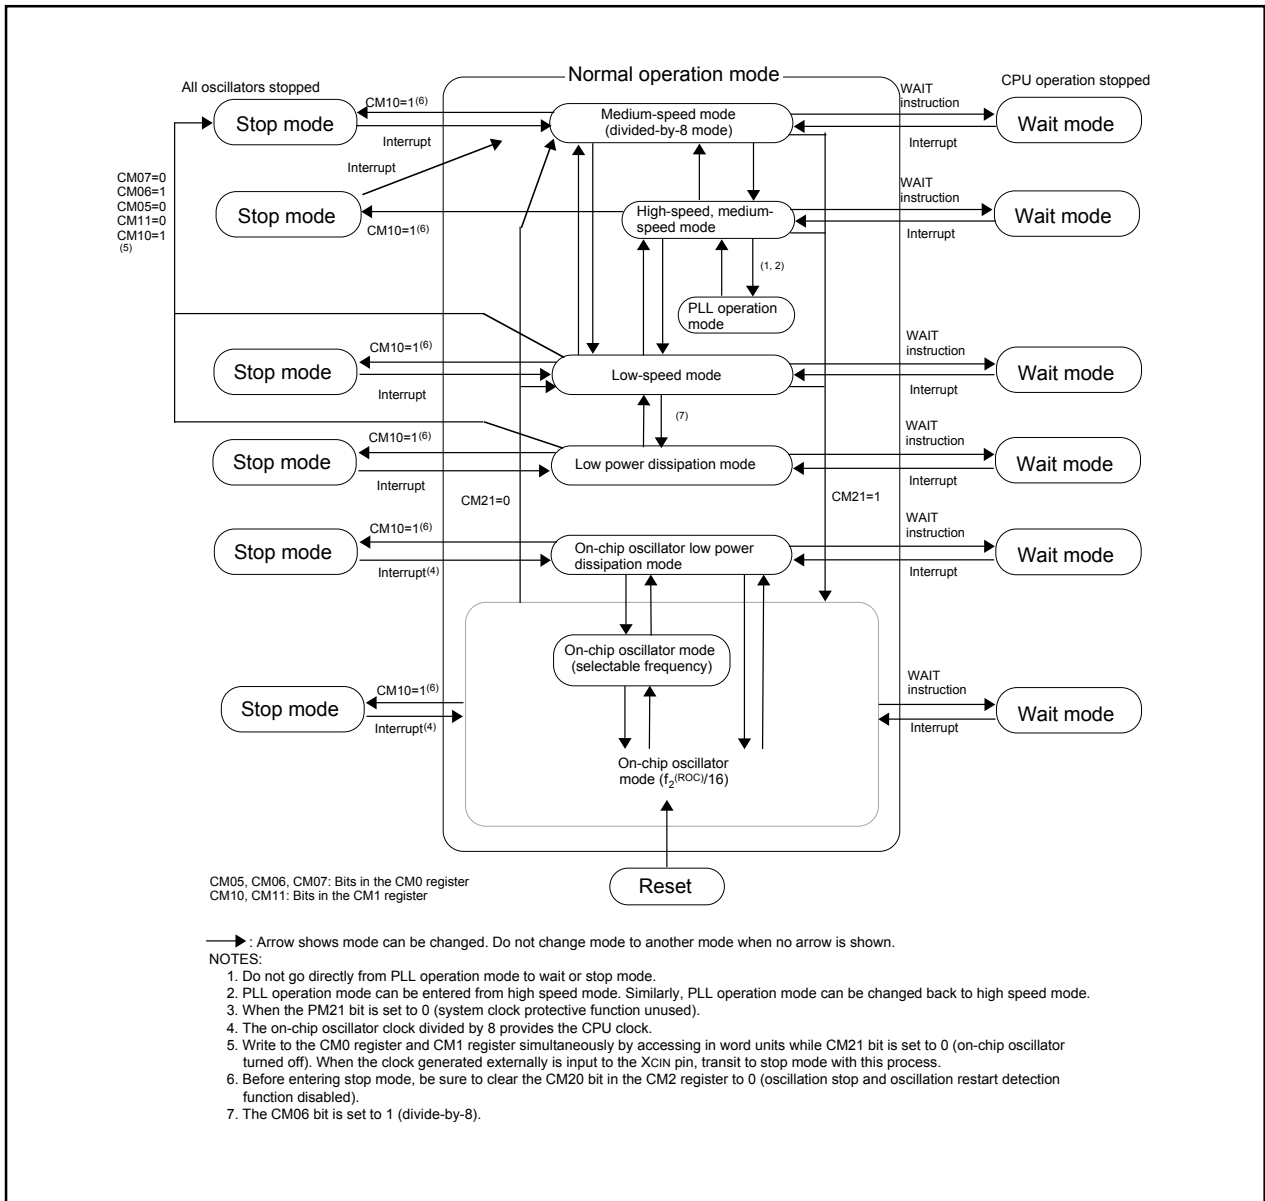 Normal operation mode
All oscillators stopped
CPU operation stopped
CM10=1(6)
Stop mode
Interrupt
Medium-speed mode
(divided-by-8 mode)
WAIT
instruction
Wait mode
Interrupt
Interrupt
CM07=0
CM06=1
CM05=0
CM11=0
CM10=1
(5)
Stop mode
CM10=1(6)
High-speed, medium-
speed mode
WAIT
instruction
Wait mode
Interrupt
(1, 2)
PLL operation
mode
CM10=1(6)
Stop mode
Interrupt
Low-speed mode
WAIT
instruction
Wait mode
Interrupt
(7)
CM10=1(6)
Stop mode
Interrupt
Low power dissipation mode
WAIT
instruction
Wait mode
Interrupt
CM21=0
CM21=1
CM10=1(6)
Stop mode
Interrupt(4)
On-chip oscillator low power
dissipation mode
WAIT
instruction
Wait mode
Interrupt
On-chip oscillator mode
(selectable frequency)
CM10=1(6)
Stop mode
Interrupt(4)
WAIT
instruction
Wait mode
Interrupt
On-chip oscillator
mode (f2(ROC)/16)
Reset
CM05, CM06, CM07: Bits in the CM0 register
CM10, CM11: Bits in the CM1 register
: Arrow shows mode can be changed. Do not change mode to another mode when no arrow is shown.
NOTES:
1. Do not go directly from PLL operation mode to wait or stop mode.
2. PLL operation mode can be entered from high speed mode. Similarly, PLL operation mode can be changed back to high speed mode.
3. When the PM21 bit is set to 0 (system clock protective function unused).
4. The on-chip oscillator clock divided by 8 provides the CPU clock.
5. Write to the CM0 register and CM1 register simultaneously by accessing in word units while CM21 bit is set to 0 (on-chip oscillator
turned off). When the clock generated externally is input to the XCIN pin, transit to stop mode with this process.
6. Before entering stop mode, be sure to clear the CM20 bit in the CM2 register to 0 (oscillation stop and oscillation restart detection
function disabled).
7. The CM06 bit is set to 1 (divide-by-8).